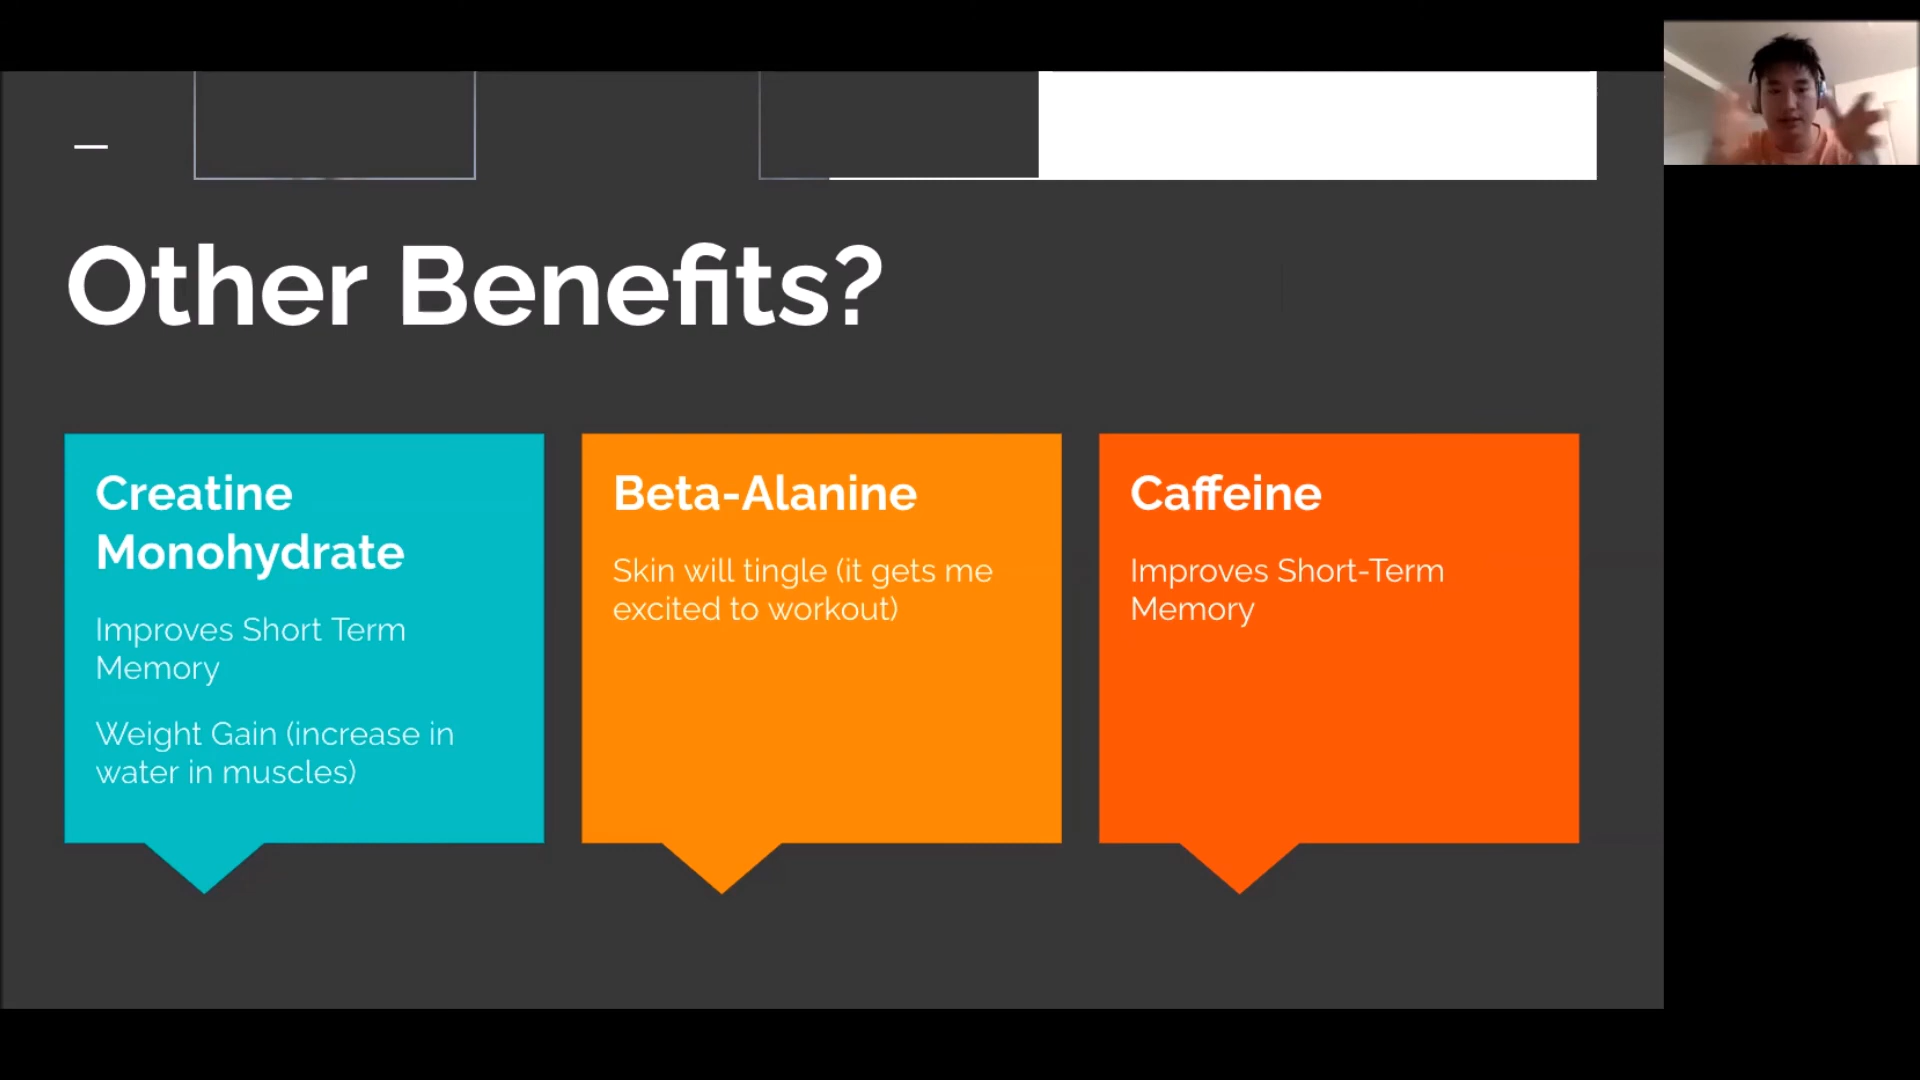 Other Benefits?
Creatine
Monohydrate
Improves Short Term
Memory
Weight Gain (increase in
water in muscles)
Beta-Alanine
Skin will tingle (it gets me
excited to workout)
Caffeine
Improves Short-Term
Memory